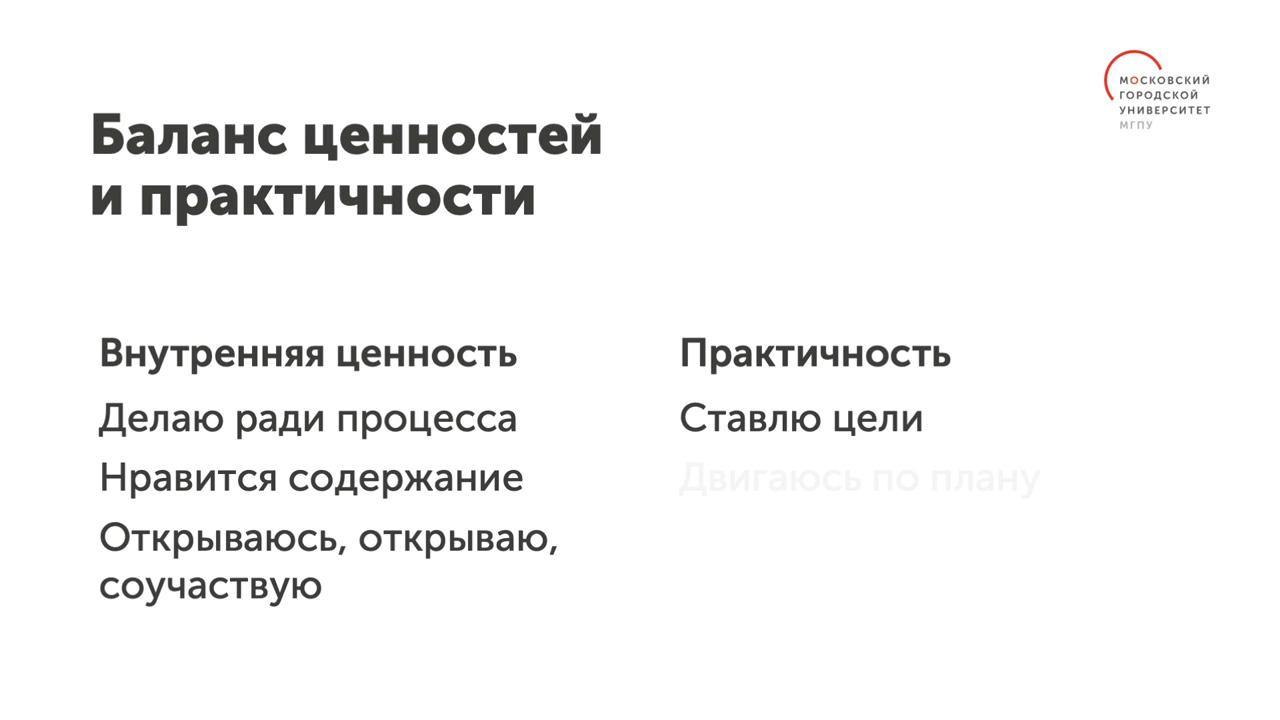 МОСКОВСКИЙ
ГОРОДСКОЙ
УНИВЕРСИТЕТ
МГПУ
Баланс ценностей
и практичности
Внутренняя ценность
Делаю ради процесса
Нравится содержание
Открываюсь, открываю,
соучаствую
Практичность
Ставлю цели
Двигаюсь по плану